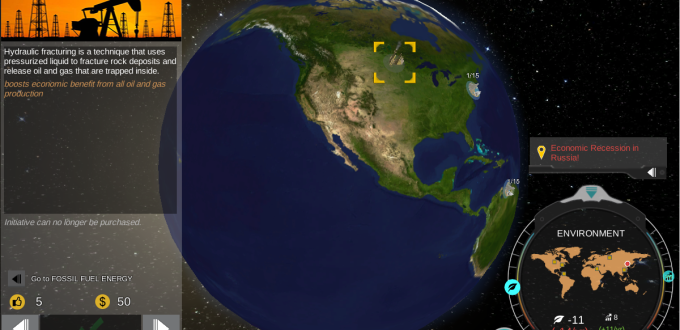 Hydraulic fracturing is a technique that uses
pressurized liquid to fracture rock deposits and
release oil and gas that are trapped inside.
boosts economic benefit from all oil and gas
production
Initiative can no longer be purchased.
Go to FOSSIL FUEL ENERGY
5
$ 50
1/15
Economic Recession in
Russia!
ENVIRONMENT
-11
8